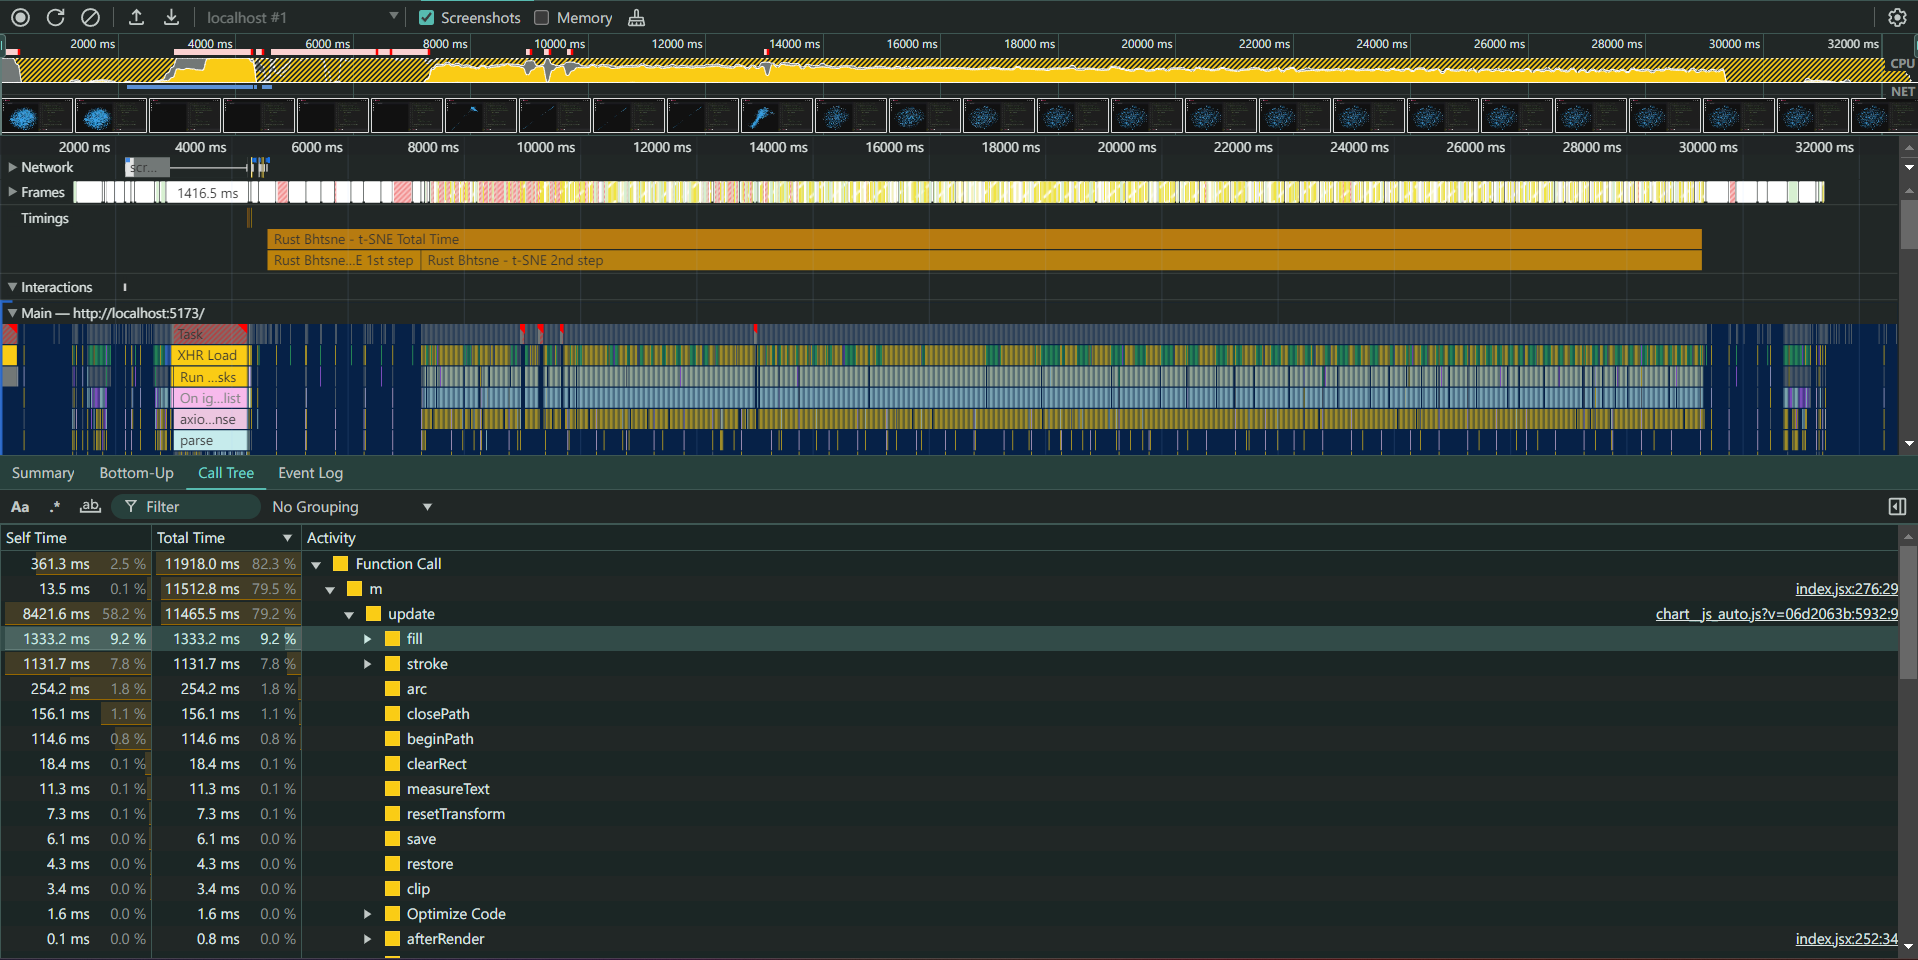 localhost #1 Screenshots Memory
2000 ms 4000 ms 6000 ms 8000 ms 10000 ms 12000 ms 14000 ms 16000 ms 18000 ms 20000 ms 22000 ms 24000 ms 26000 ms 28000 ms 30000 ms 32000 ms
CPU
NET
2000 ms 4000 ms 6000 ms 8000 ms 10000 ms 12000 ms 14000 ms 16000 ms 18000 ms 20000 ms 22000 ms 24000 ms 26000 ms 28000 ms 30000 ms 32000 ms
Network scr...
Frames 1416.5 ms
Timings
Rust Bhtsne - t-SNE Total Time
Rust Bhtsne...E 1st step Rust Bhtsne - t-SNE 2nd step
Interactions
Main — http://localhost:5173/
Task
XHR Load
Run ...sks
On ig...list
axio...nse
parse
Summary Bottom-Up Call Tree Event Log
Aa .* ab Filter No Grouping
Self Time Total Time Activity
361.3 ms 2.5 % 11918.0 ms 82.3 % Function Call
13.5 ms 0.1 % 11512.8 ms 79.5 % m index.jsx:276:29
8421.6 ms 58.2 % 11465.5 ms 79.2 % update chart__js_auto.js?v=06d2063b:5932:9
1333.2 ms 9.2 % 1333.2 ms 9.2 % fill
1131.7 ms 7.8 % 1131.7 ms 7.8 % stroke
254.2 ms 1.8 % 254.2 ms 1.8 % arc
156.1 ms 1.1 % 156.1 ms 1.1 % closePath
114.6 ms 0.8 % 114.6 ms 0.8 % beginPath
18.4 ms 0.1 % 18.4 ms 0.1 % clearRect
11.3 ms 0.1 % 11.3 ms 0.1 % measureText
7.3 ms 0.1 % 7.3 ms 0.1 % resetTransform
6.1 ms 0.0 % 6.1 ms 0.0 % save
4.3 ms 0.0 % 4.3 ms 0.0 % restore
3.4 ms 0.0 % 3.4 ms 0.0 % clip
1.6 ms 0.0 % 1.6 ms 0.0 % Optimize Code
0.1 ms 0.0 % 0.8 ms 0.0 % afterRender index.jsx:252:34